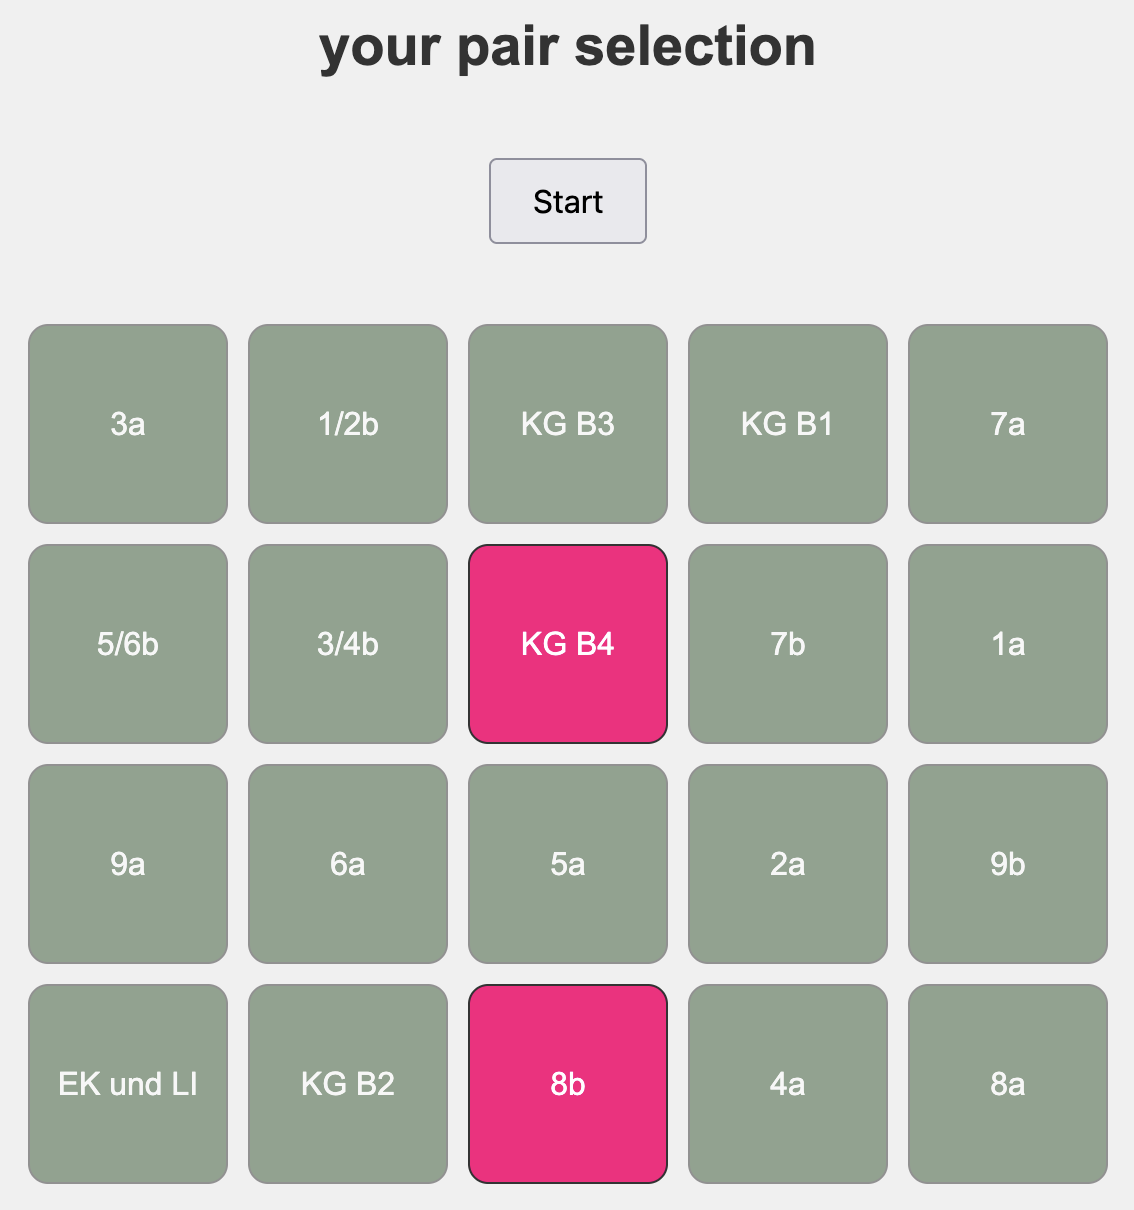 your pair selection
Start
3a
1/2b
KG B3
KG B1
7a
5/6b
3/4b
KG B4
7b
1a
9a
6a
5a
2a
9b
EK und LI
KG B2
8b
4a
8a